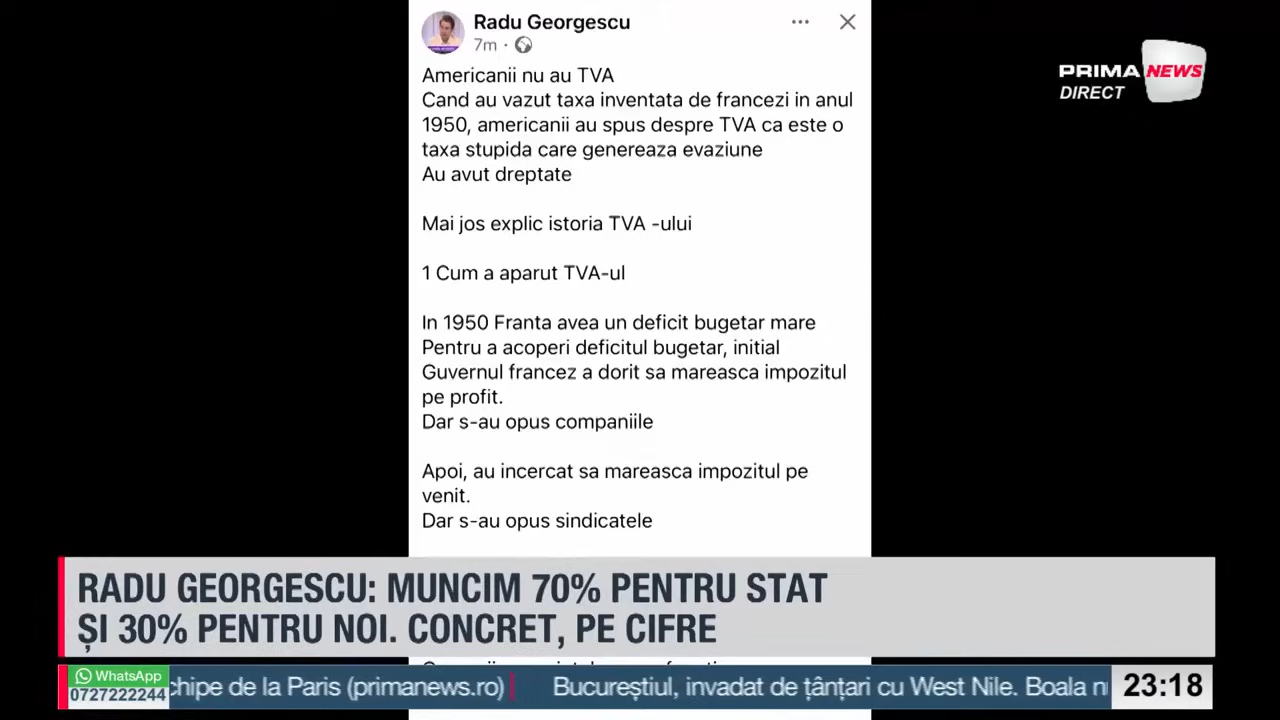 Radu Georgescu
7m
Americanii nu au TVA
Cand au vazut taxa inventata de francezi in anul
1950, americanii au spus despre TVA ca este o
taxa stupida care genereaza evaziune
Au avut dreptate
Mai jos explic istoria TVA -ului
1 Cum a aparut TVA-ul
In 1950 Franta avea un deficit bugetar mare
Pentru a acoperi deficitul bugetar, initial
Guvernul francez a dorit sa mareasca impozitul
pe profit.
Dar s-au opus companiile
Apoi, au incercat sa mareasca impozitul pe
venit.
Dar s-au opus sindicatele
PRIMA NEWS
DIRECT
RADU GEORGESCU: MUNCIM 70% PENTRU STAT
ȘI 30% PENTRU NOI. CONCRET, PE CIFRE
WhatsApp
0727222244
chipe de la Paris (primanews.ro) Bucureștiul, invadat de țânțari cu West Nile. Boala
23:18